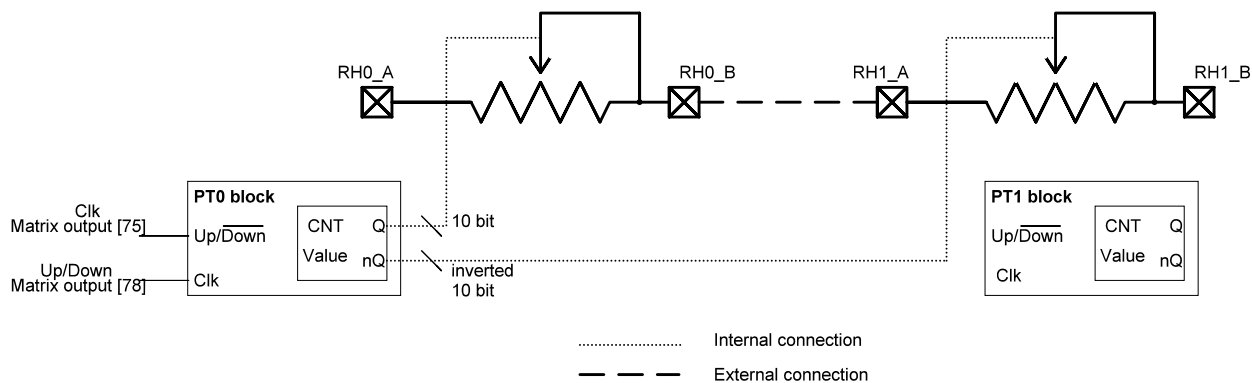 RH0_A
RH0_B
RH1_A
RH1_B
PT0 block
Clk
Matrix output [75]
Up/Down
CNT Q
Value nQ
Up/Down
Matrix output [78]
Clk
10 bit
inverted
10 bit
PT1 block
Up/Down
CNT Q
Value nQ
Clk
Internal connection
External connection